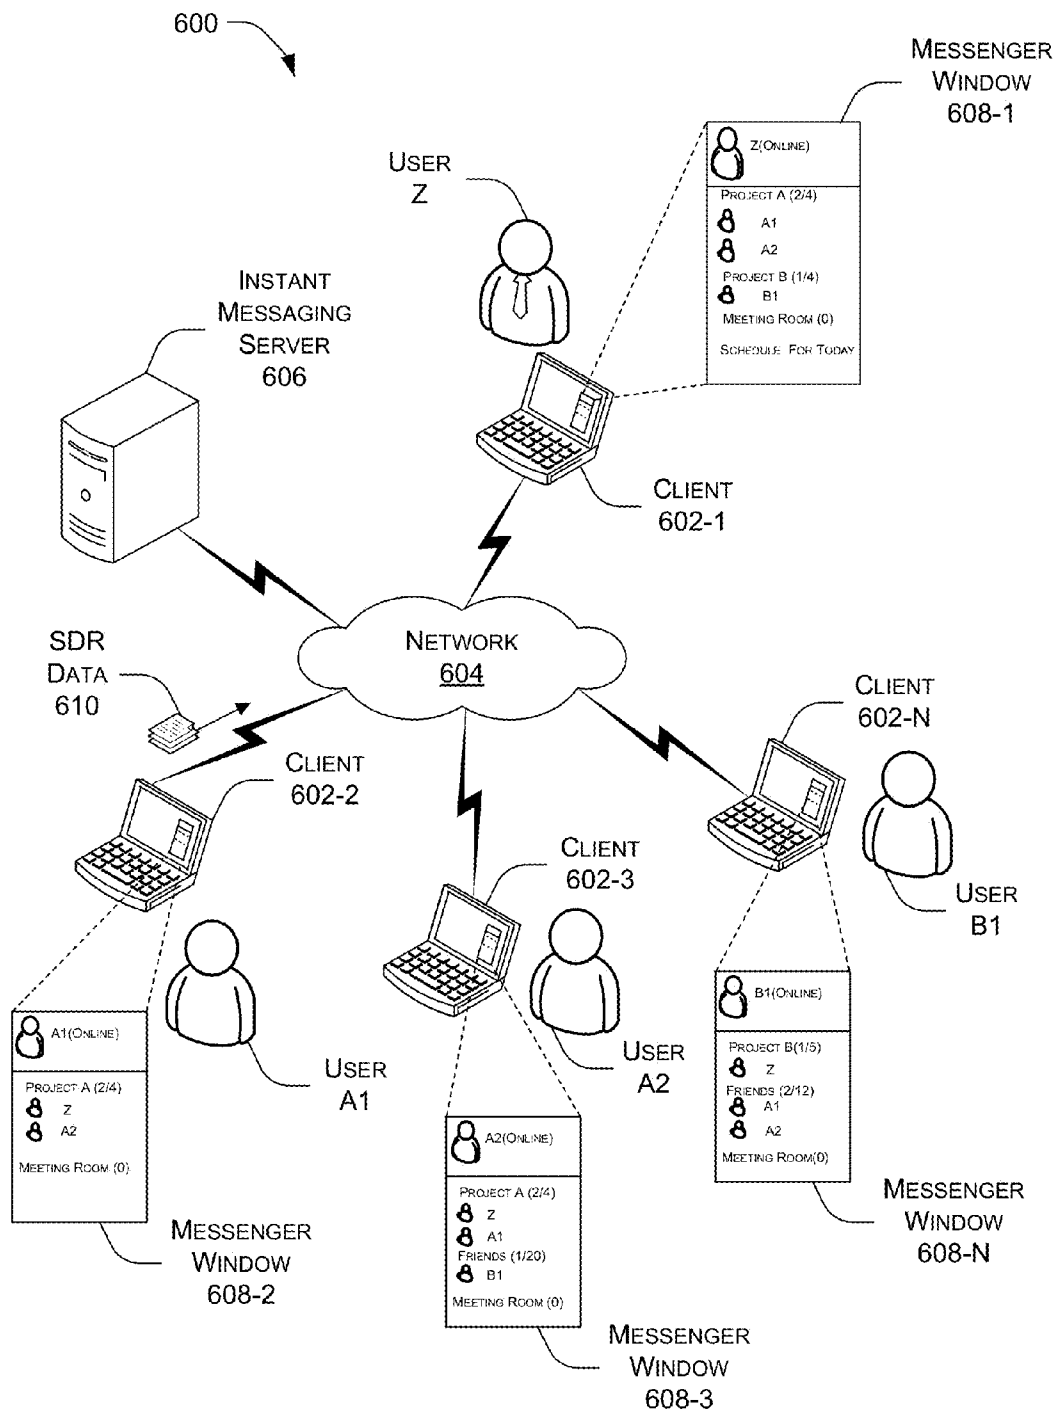 600
MESSENGER
WINDOW
608-1
Z(ONLINE)
PROJECT A (2/4)
A1
A2
PROJECT B (1/4)
B1
MEETING ROOM (0)
SCHEDULE FOR TODAY
USER
Z
INSTANT
MESSAGING
SERVER
606
CLIENT
602-1
NETWORK
604
SDR
DATA
610
CLIENT
602-2
CLIENT
602-3
CLIENT
602-N
USER
B1
USER
A1
USER
A2
A1(ONLINE)
PROJECT A (2/4)
Z
A2
MEETING ROOM (0)
MESSENGER
WINDOW
608-2
A2(ONLINE)
PROJECT A (2/4)
Z
A1
FRIENDS (1/20)
B1
MEETING ROOM (0)
MESSENGER
WINDOW
608-3
B1(ONLINE)
PROJECT B(1/5)
Z
FRIENDS (2/12)
A1
A2
MEETING ROOM(0)
MESSENGER
WINDOW
608-N